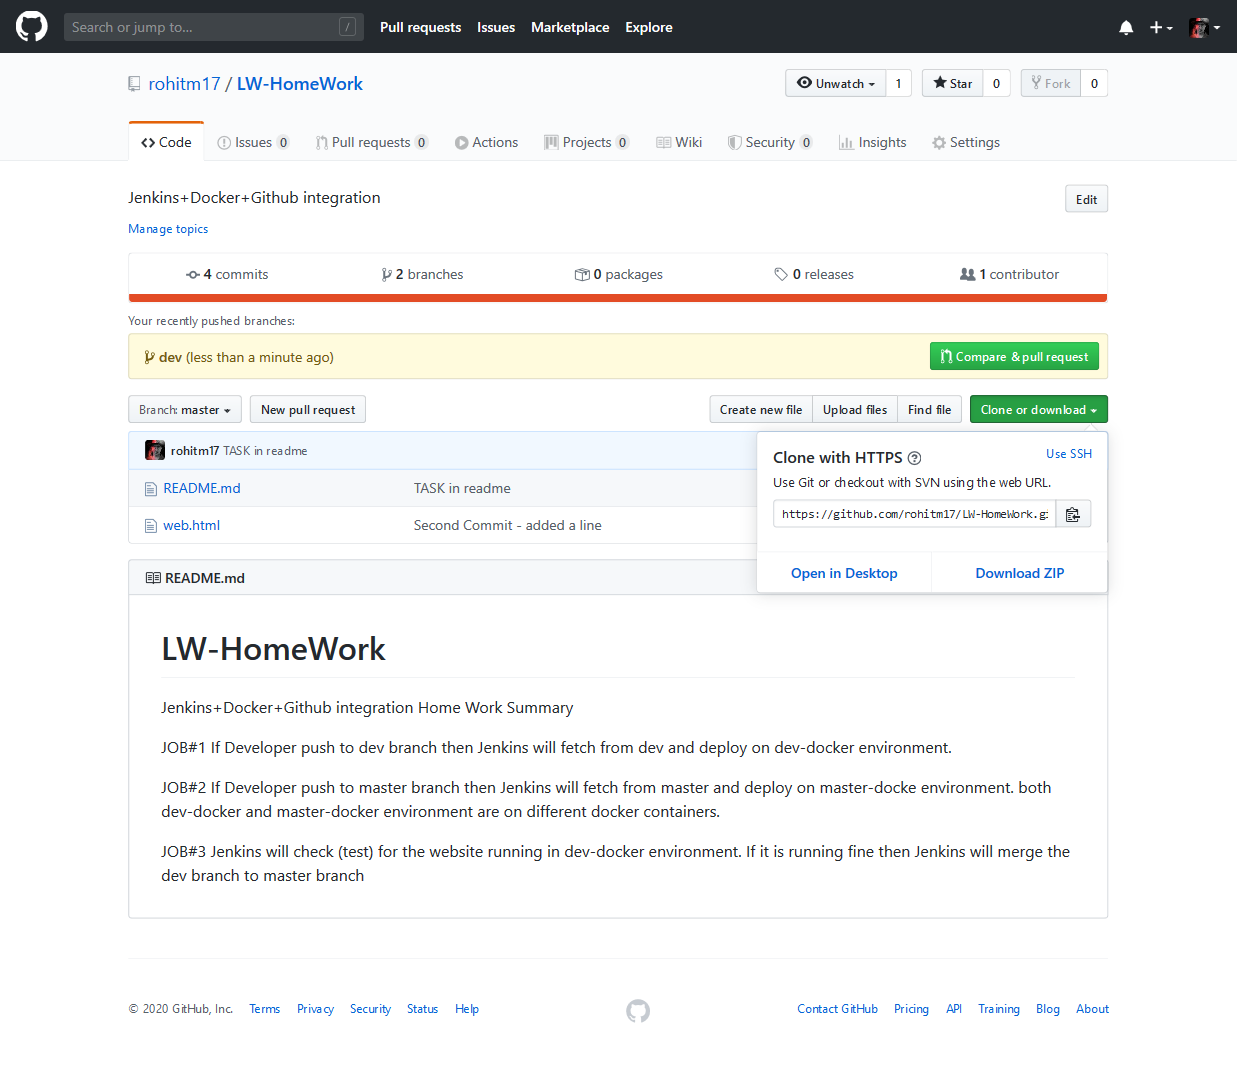 Search or jump to... / Pull requests Issues Marketplace Explore
rohitm17 / LW-HomeWork Unwatch 1 Star 0 Fork 0
Code Issues 0 Pull requests 0 Actions Projects 0 Wiki Security 0 Insights Settings
Jenkins+Docker+Github integration Edit
Manage topics
4 commits 2 branches 0 packages 0 releases 1 contributor
Your recently pushed branches:
dev (less than a minute ago) Compare & pull request
Branch: master New pull request Create new file Upload files Find file Clone or download
rohitm17 TASK in readme
README.md TASK in readme
web.html Second Commit - added a line
Clone with HTTPS ? Use SSH
Use Git or checkout with SVN using the web URL.
https://github.com/rohitm17/LW-HomeWork.gi
Open in Desktop Download ZIP
README.md
LW-HomeWork
Jenkins+Docker+Github integration Home Work Summary
JOB#1 If Developer push to dev branch then Jenkins will fetch from dev and deploy on dev-docker environment.
JOB#2 If Developer push to master branch then Jenkins will fetch from master and deploy on master-docke environment. both
dev-docker and master-docker environment are on different docker containers.
JOB#3 Jenkins will check (test) for the website running in dev-docker environment. If it is running fine then Jenkins will merge the
dev branch to master branch
© 2020 GitHub, Inc. Terms Privacy Security Status Help Contact GitHub Pricing API Training Blog About